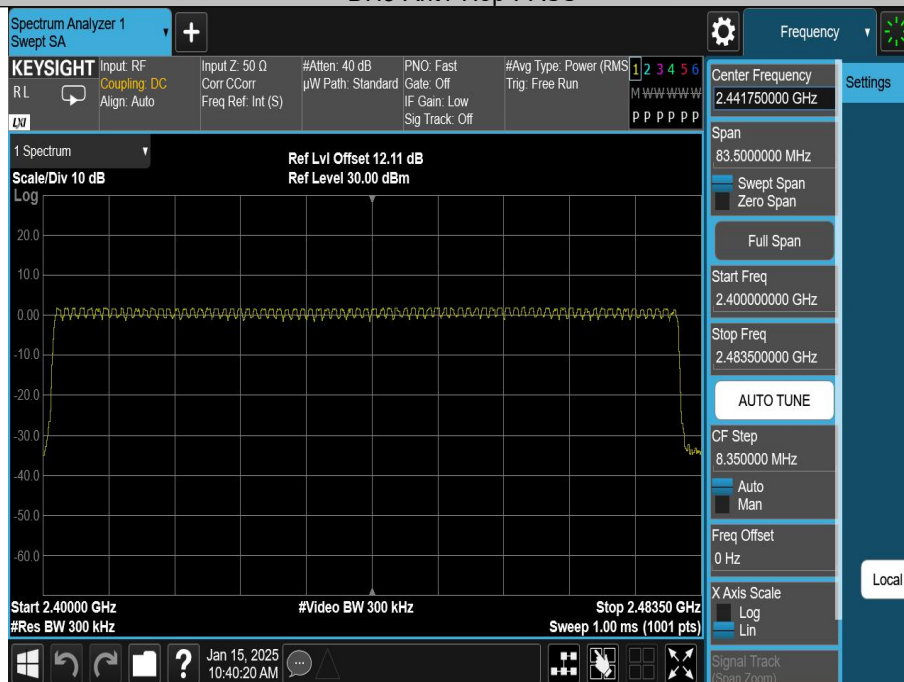 Spectrum Analyzer 1
Swept SA
Frequency
KEYSIGHT
R L
LXI
Input: RF
Coupling: DC
Align: Auto
Input Z: 50 Ω
Corr CCorr
Freq Ref: Int (S)
#Atten: 40 dB
µW Path: Standard
PNO: Fast
Gate: Off
IF Gain: Low
Sig Track: Off
#Avg Type: Power (RMS
Trig: Free Run
1 2 3 4 5 6
M W W W W W
P P P P P P
1 Spectrum
Scale/Div 10 dB
Ref Lvl Offset 12.11 dB
Ref Level 30.00 dBm
Log
20.0
10.0
0.00
-10.0
-20.0
-30.0
-40.0
-50.0
-60.0
Start 2.40000 GHz
#Video BW 300 kHz
Stop 2.48350 GHz
#Res BW 300 kHz
Sweep 1.00 ms (1001 pts)
Jan 15, 2025
10:40:20 AM
Center Frequency
2.441750000 GHz
Settings
Span
83.5000000 MHz
Swept Span
Zero Span
Full Span
Start Freq
2.400000000 GHz
Stop Freq
2.483500000 GHz
AUTO TUNE
CF Step
8.350000 MHz
Auto
Man
Freq Offset
0 Hz
Local
X Axis Scale
Log
Lin
Signal Track
(Span Zoom)